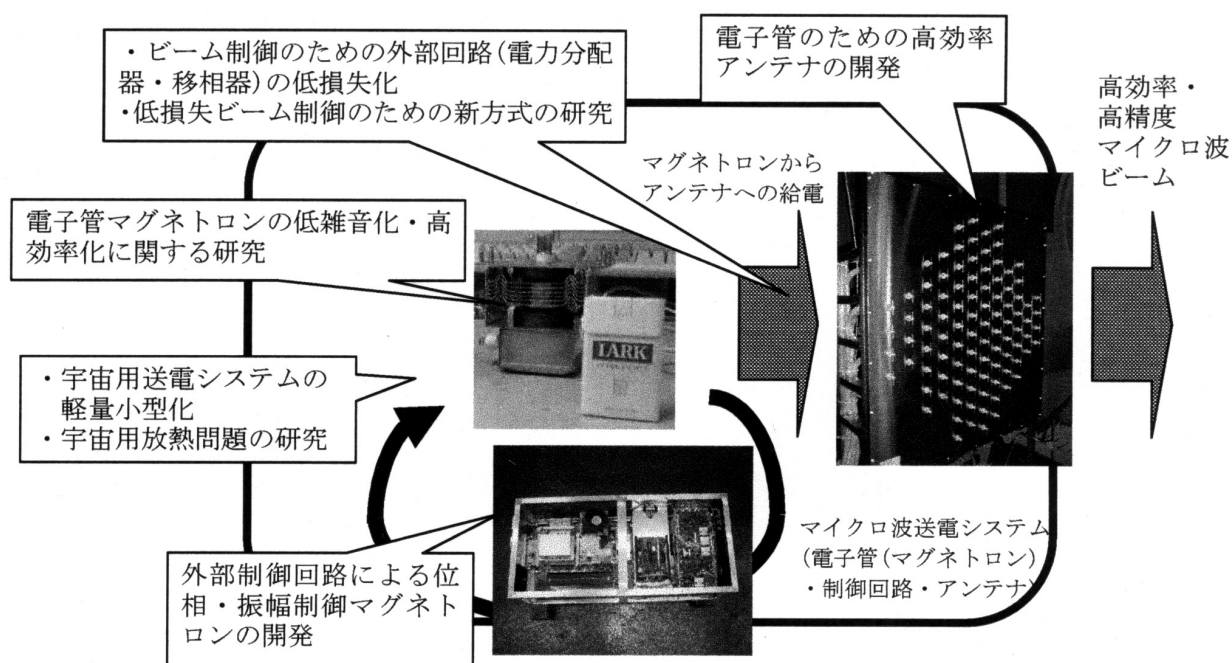 ・ビーム制御のための外部回路(電力分配
器・移相器)の低損失化
・低損失ビーム制御のための新方式の研究
電子管のための高効率
アンテナの開発
高効率・
高精度
マイクロ波
ビーム
マグネトロンから
アンテナへの給電
電子管マグネトロンの低雑音化・高
効率化に関する研究
LARK
・宇宙用送電システムの
軽量小型化
・宇宙用放熱問題の研究
マイクロ波送電システム
(電子管(マグネトロン)
・制御回路・アンテナ)
外部制御回路による位
相・振幅制御マグネト
ロンの開発